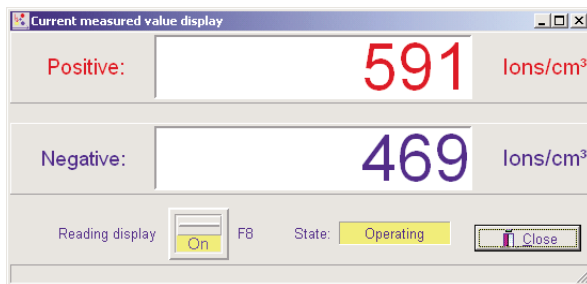 Current measured value display
Positive: 591 Ions/cm³
Negative: 469 Ions/cm³
Reading display On F8 State: Operating Close